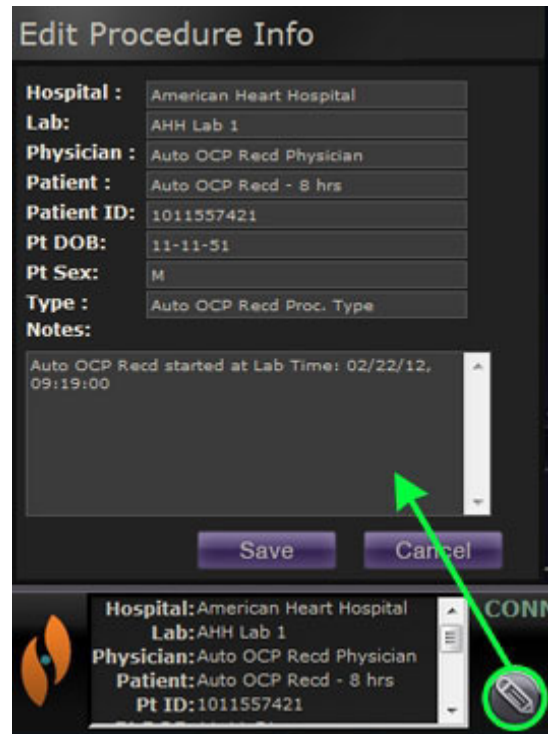 Edit Procedure Info
Hospital : American Heart Hospital
Lab: AHH Lab 1
Physician : Auto OCP Recd Physician
Patient : Auto OCP Recd - 8 hrs
Patient ID: 1011557421
Pt DOB: 11-11-51
Pt Sex: M
Type : Auto OCP Recd Proc. Type
Notes:
Auto OCP Recd started at Lab Time: 02/22/12,
09:19:00
Save Cancel
Hospital: American Heart Hospital
Lab: AHH Lab 1
Physician: Auto OCP Recd Physician
Patient: Auto OCP Recd - 8 hrs
Pt ID: 1011557421
CONN